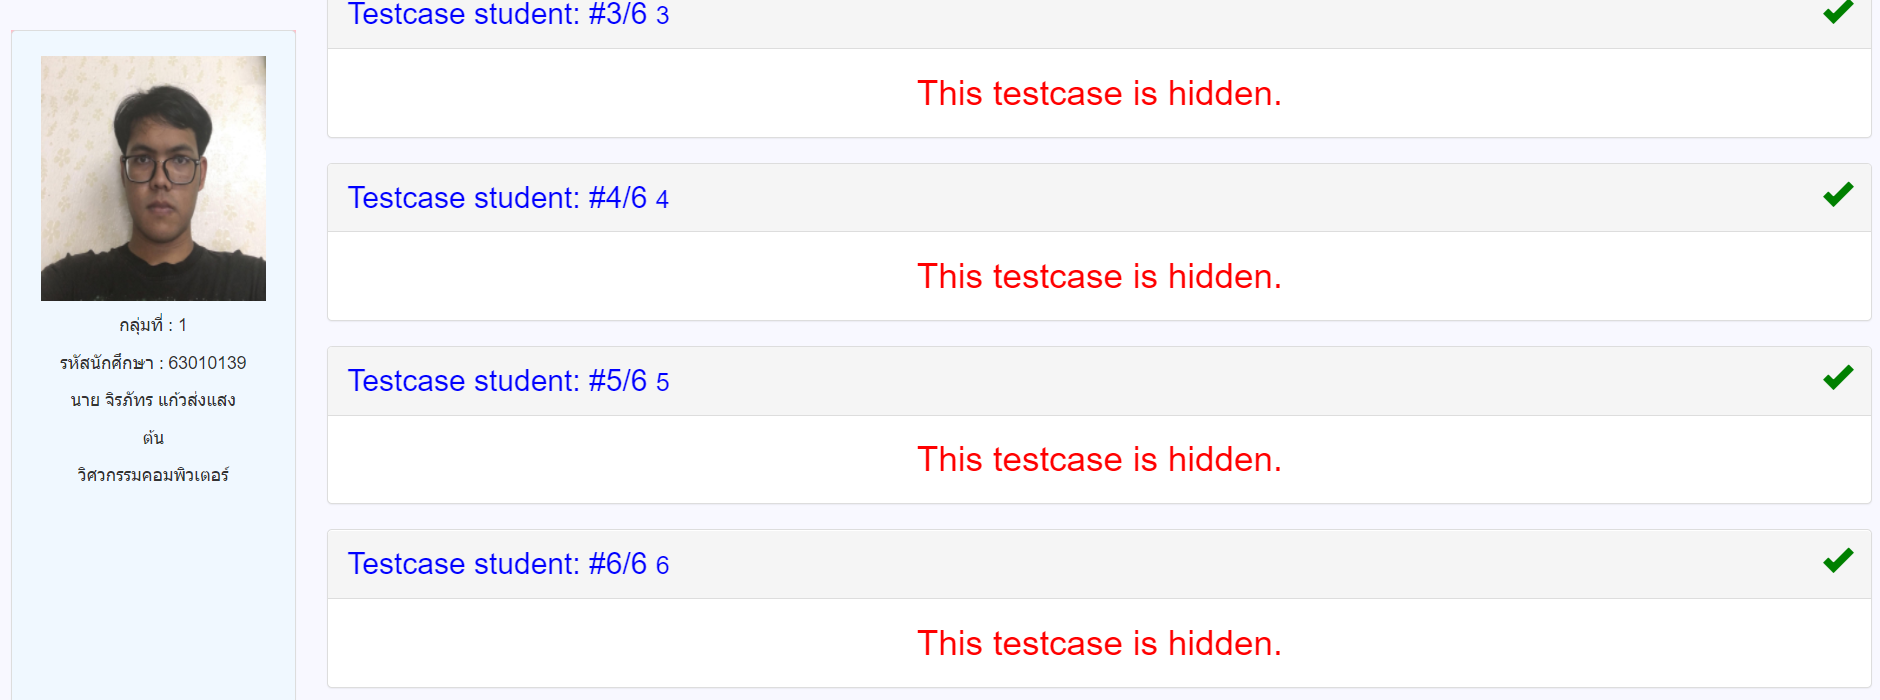 กลุ่มที่ : 1
รหัสนักศึกษา : 63010139
นาย จิรภัทร แก้วส่งแสง
ต้น
วิศวกรรมคอมพิวเตอร์
Testcase student: #3/6 3
This testcase is hidden.
Testcase student: #4/6 4
This testcase is hidden.
Testcase student: #5/6 5
This testcase is hidden.
Testcase student: #6/6 6
This testcase is hidden.